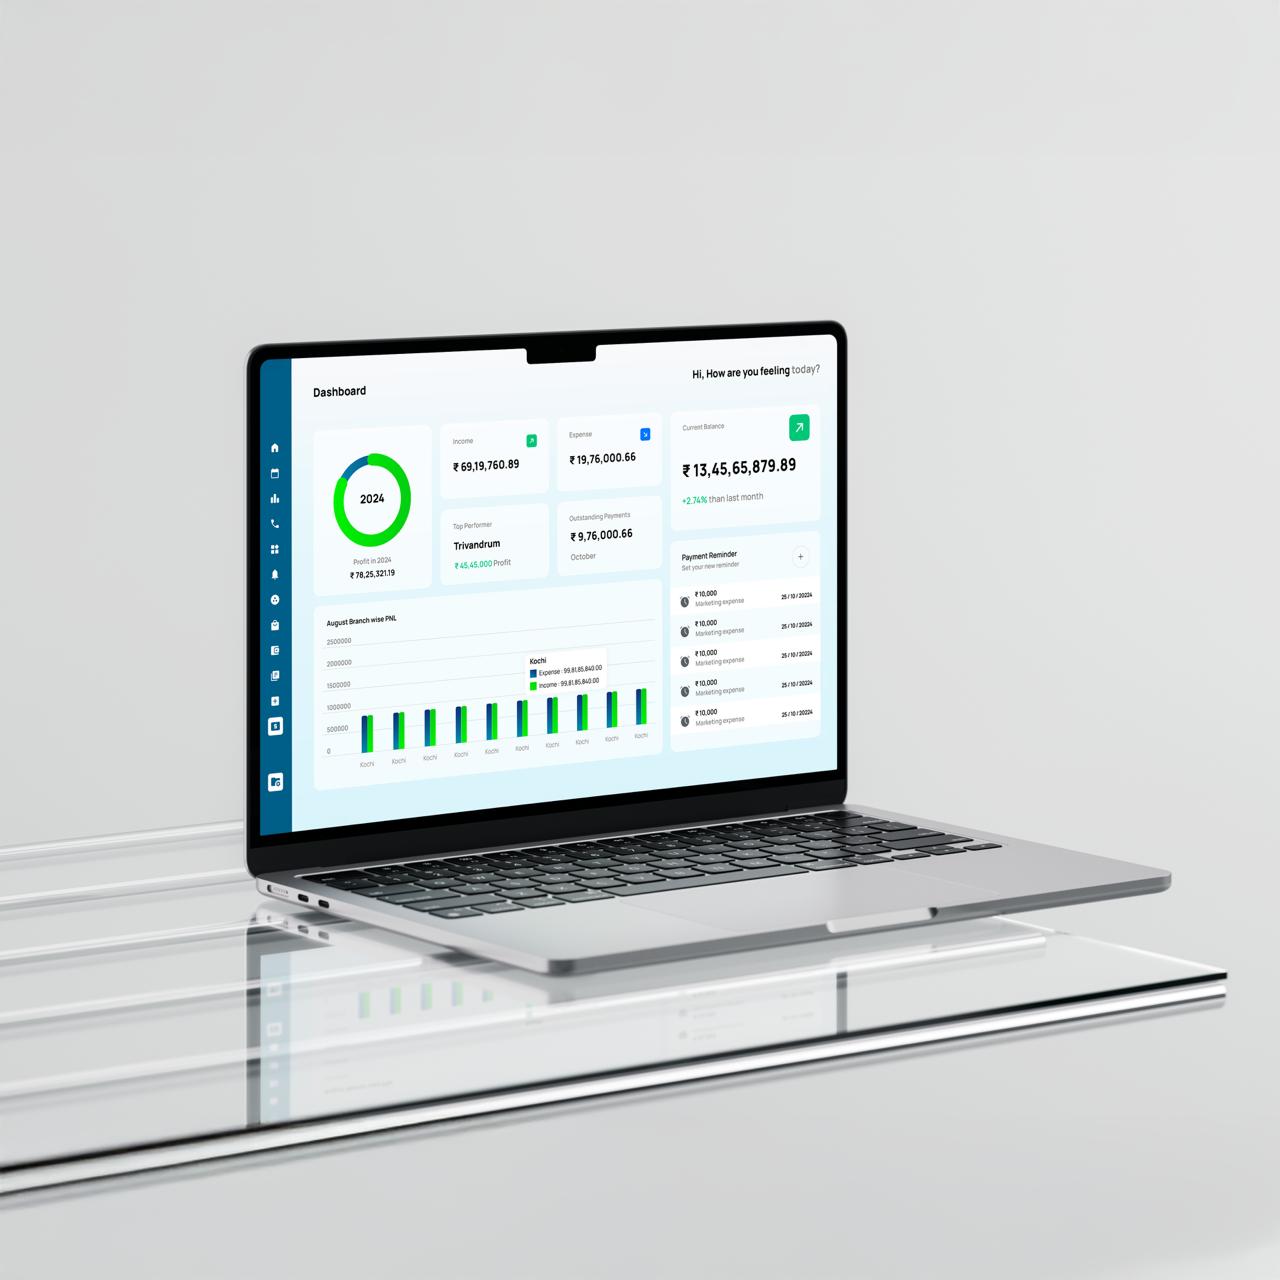 Dashboard
Hi, How are you feeling today?
2024
Profit in 2024
₹ 78,25,321.19
Income
₹ 69,19,760.89
Expense
₹ 19,76,000.66
Top Performer
Trivandrum
₹ 45,45,000 Profit
Outstanding Payments
₹ 9,76,000.66
October
Current Balance
₹ 13,45,65,879.89
+2.74% than last month
Payment Reminder
Set your new reminder
₹ 10,000
Marketing expense
25 / 10 / 20224
₹ 10,000
Marketing expense
25 / 10 / 20224
₹ 10,000
Marketing expense
25 / 10 / 20224
₹ 10,000
Marketing expense
25 / 10 / 20224
₹ 10,000
Marketing expense
25 / 10 / 20224
August Branch wise PNL
2500000
2000000
1500000
1000000
500000
0
Kochi
Expense : 99,81,85,840.00
Income : 99,81,85,840.00
Kochi Kochi Kochi Kochi Kochi Kochi Kochi Kochi Kochi Kochi